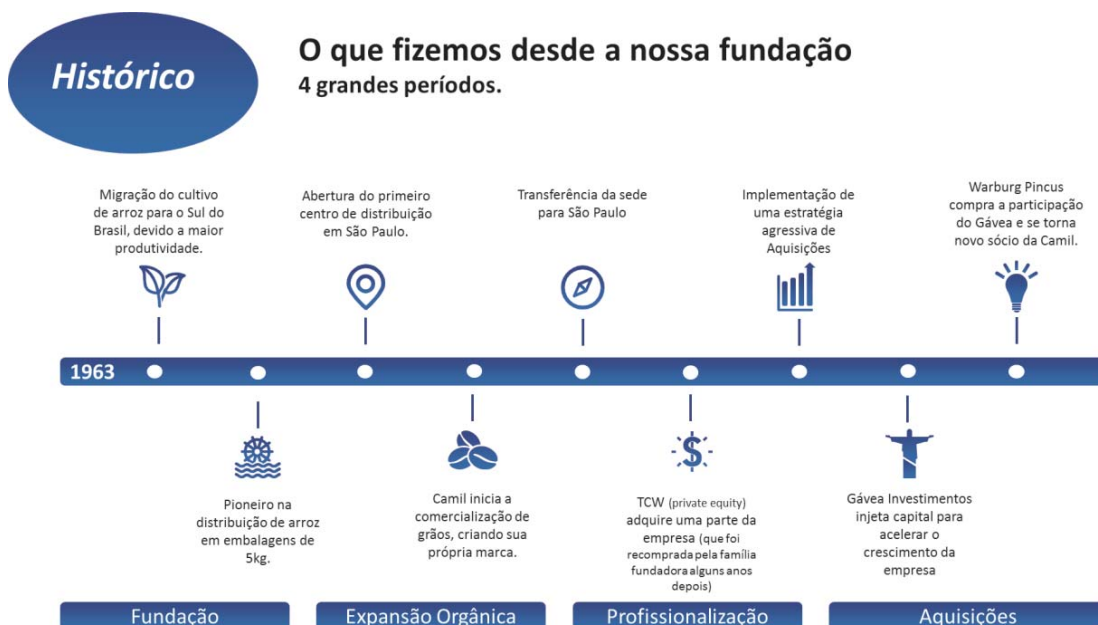 Histórico
O que fizemos desde a nossa fundação
4 grandes períodos.
Migração do cultivo
de arroz para o Sul do
Brasil, devido a maior
produtividade.
Abertura do primeiro
centro de distribuição
em São Paulo.
Transferência da sede
para São Paulo
Implementação de
uma estratégia
agressiva de
Aquisições
Warburg Pincus
compra a participação
do Gávea e se torna
novo sócio da Camil.
1963
Pioneiro na
distribuição de arroz
em embalagens de
5kg.
Camil inicia a
comercialização de
grãos, criando sua
própria marca.
$
TCW (private equity)
adquire uma parte da
empresa (que foi
recomprada pela família
fundadora alguns anos
depois)
Gávea Investimentos
injeta capital para
acelerar o
crescimento da
empresa
Fundação
Expansão Orgânica
Profissionalização
Aquisições